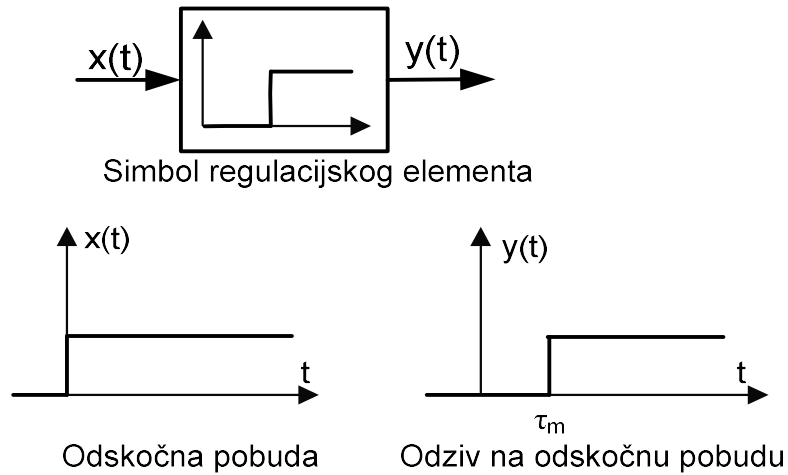 x(t)
y(t)
Simbol regulacijskog elementa
x(t)
t
y(t)
t
τm
Odskočna pobuda
Odziv na odskočnu pobudu